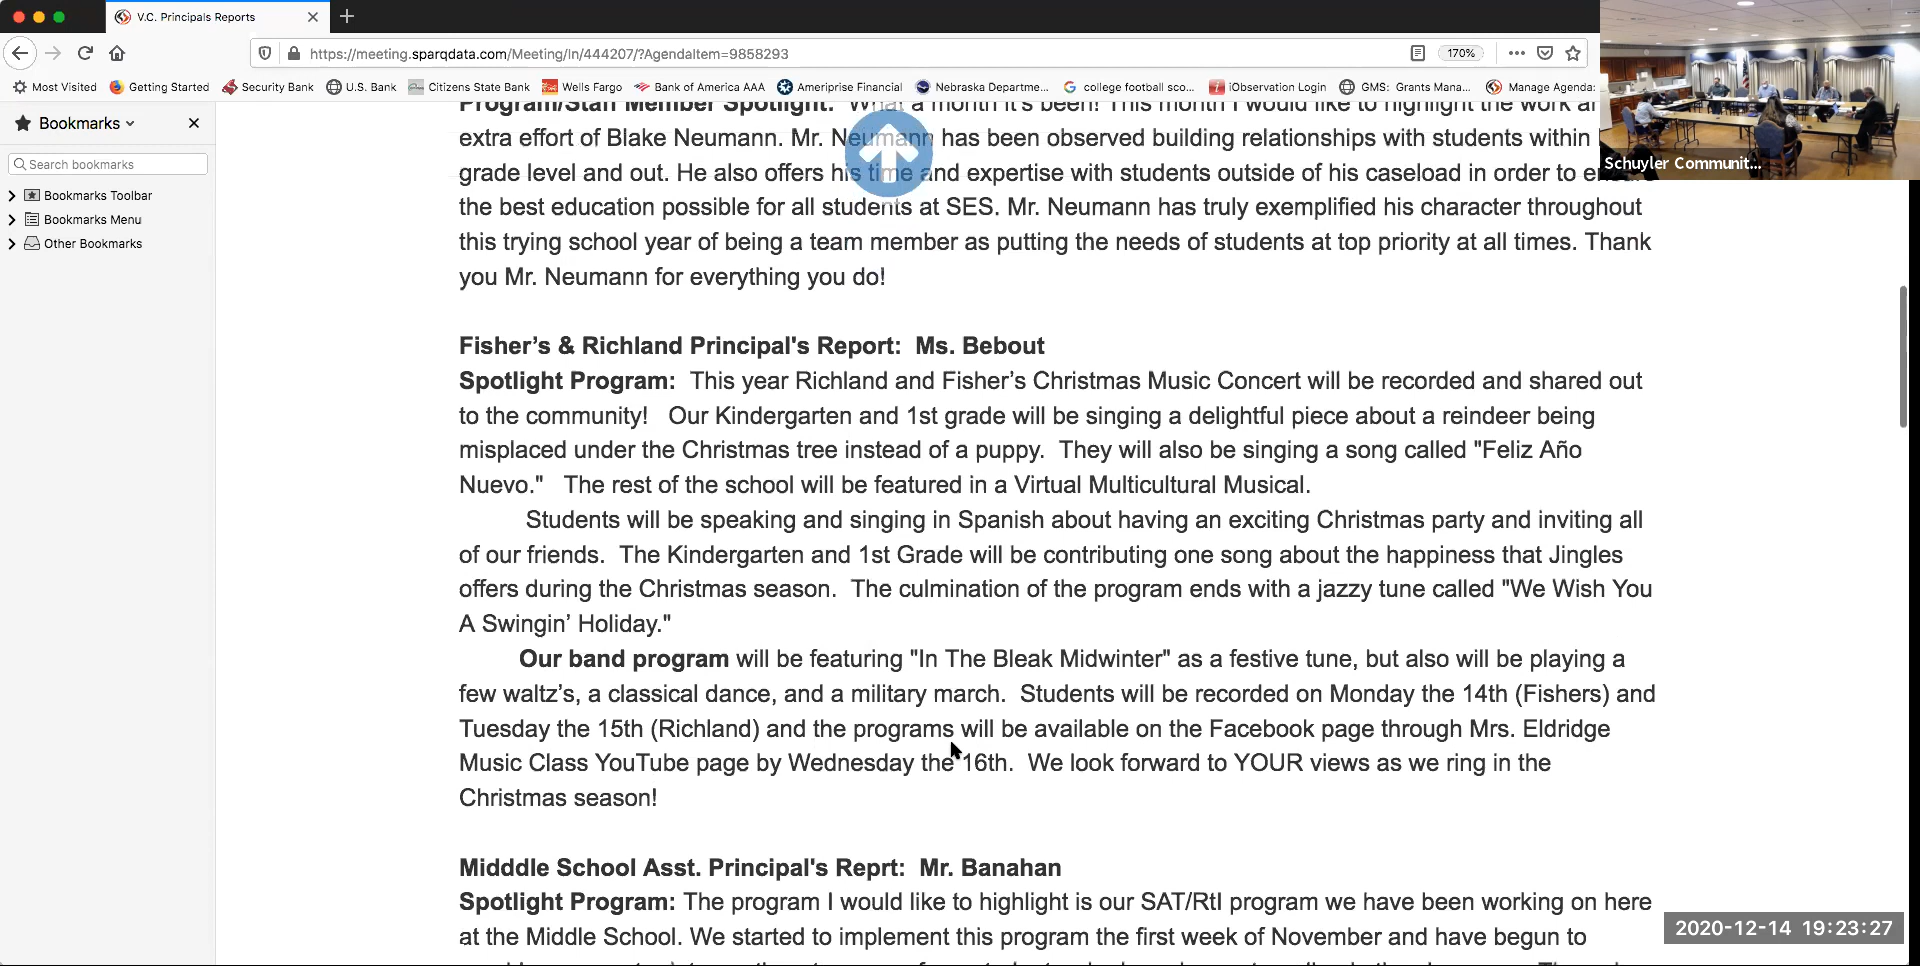 V.C. Principals Reports
https://meeting.sparqdata.com/Meeting/In/444207/?AgendaItem=9858293
170%
Most Visited Getting Started Security Bank U.S. Bank Citizens State Bank Wells Fargo Bank of America AAA Ameriprise Financial Nebraska Departme... college football sco... iObservation Login GMS: Grants Mana... Manage Agenda:
Bookmarks
Search bookmarks
Bookmarks Toolbar
Bookmarks Menu
Other Bookmarks
Program/Staff Member Spotlight: What a month it's been! This month I would like to highlight the work
extra effort of Blake Neumann. Mr. Neumann has been observed building relationships with students within
grade level and out. He also offers his time and expertise with students outside of his caseload in order to
the best education possible for all students at SES. Mr. Neumann has truly exemplified his character throughout
this trying school year of being a team member as putting the needs of students at top priority at all times. Thank
you Mr. Neumann for everything you do!
Fisher’s & Richland Principal's Report: Ms. Bebout
Spotlight Program: This year Richland and Fisher’s Christmas Music Concert will be recorded and shared out
to the community! Our Kindergarten and 1st grade will be singing a delightful piece about a reindeer being
misplaced under the Christmas tree instead of a puppy. They will also be singing a song called "Feliz Año
Nuevo." The rest of the school will be featured in a Virtual Multicultural Musical.
Students will be speaking and singing in Spanish about having an exciting Christmas party and inviting all
of our friends. The Kindergarten and 1st Grade will be contributing one song about the happiness that Jingles
offers during the Christmas season. The culmination of the program ends with a jazzy tune called "We Wish You
A Swingin’ Holiday."
Our band program will be featuring "In The Bleak Midwinter" as a festive tune, but also will be playing a
few waltz’s, a classical dance, and a military march. Students will be recorded on Monday the 14th (Fishers) and
Tuesday the 15th (Richland) and the programs will be available on the Facebook page through Mrs. Eldridge
Music Class YouTube page by Wednesday the 16th. We look forward to YOUR views as we ring in the
Christmas season!
Midddle School Asst. Principal's Reprt: Mr. Banahan
Spotlight Program: The program I would like to highlight is our SAT/RtI program we have been working on here
at the Middle School. We started to implement this program the first week of November and have begun to
Schuyler Communit...
2020-12-14 19:23:27